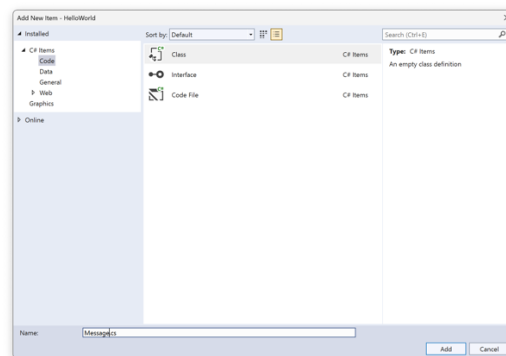 Add New Item - HelloWorld
Installed
Sort by: Default
Search (Ctrl+E)
C# Items
Code
Data
General
Web
Graphics
Online
Class C# Items
Interface C# Items
Code File C# Items
Type: C# Items
An empty class definition
Name: Message.cs
Add Cancel